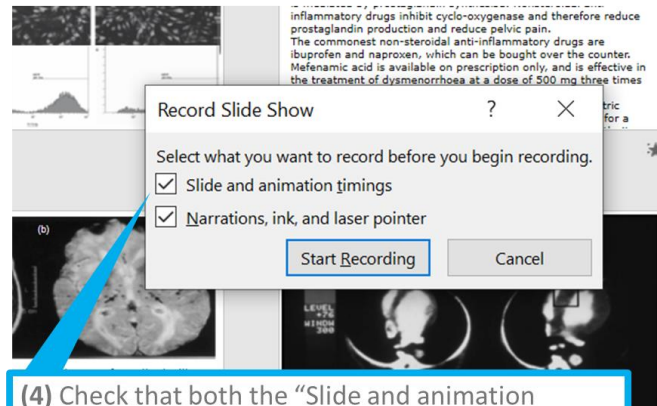 inflammatory drugs inhibit cyclo-oxygenase and therefore reduce
prostaglandin production and reduce pelvic pain.
The commonest non-steroidal anti-inflammatory drugs are
ibuprofen and naproxen, which can be bought over the counter.
Mefenamic acid is available on prescription only, and is effective in
the treatment of dysmenorrhoea at a dose of 500 mg three times
tric
for a
Record Slide Show ? ×
Select what you want to record before you begin recording.
Slide and animation timings
Narrations, ink, and laser pointer
Start Recording Cancel
(b)
LEVEL
+76
WINDOW
300
(4) Check that both the “Slide and animation